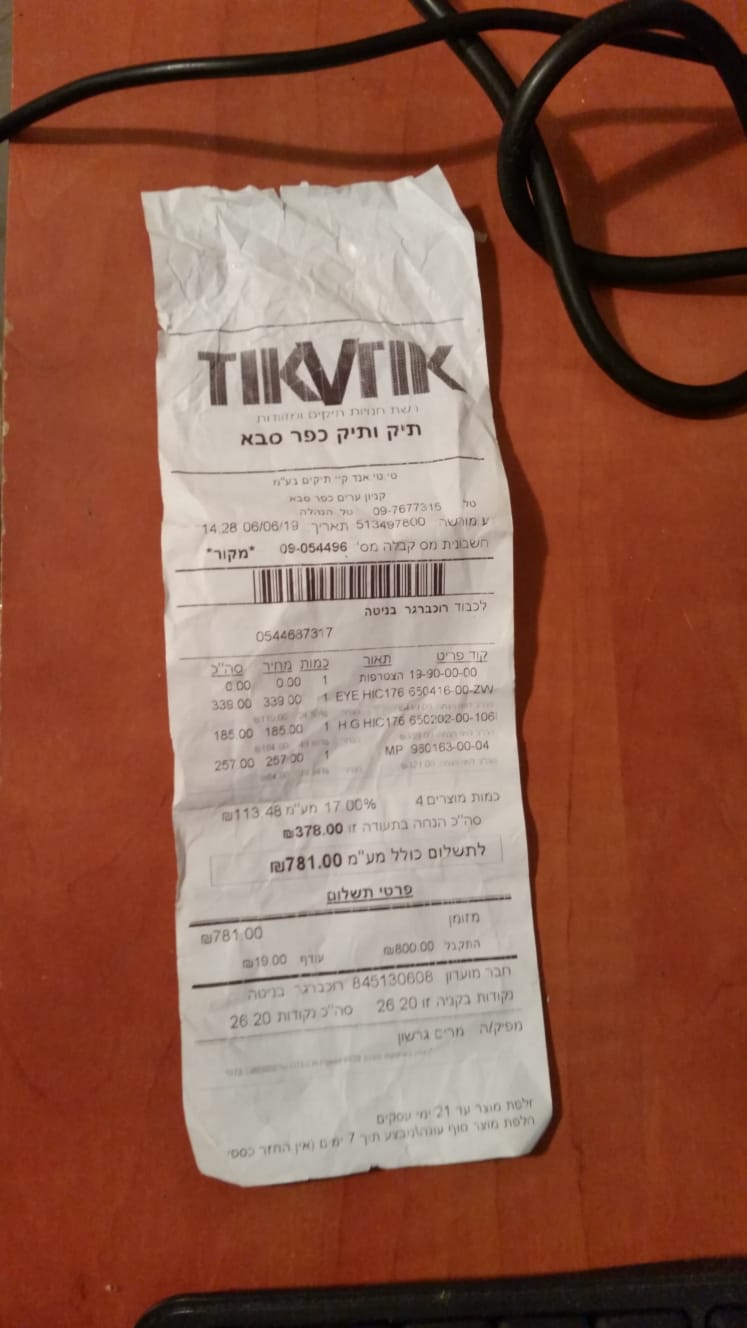 TIKVTIK
רשת חנויות תיקים ומזוודות
תיק ותיק כפר סבא
טי.טי אנד קיי תיקים בע"מ
קניון ערים כפר סבא
טל 09-7677315 טל. הנהלה
ע מורשה 513497800 תאריך 06/06/19 14:28
חשבונית מס קבלה מס' 09-054496 *מקור*
לכבוד רוכברגר בניטה
0544687317
קוד פריט תאור כמות מחיר סה"כ
19-90-00-00 הצטרפות 1 0.00 0.00
EYE HIC176 650416-00-ZW 1 339.00 339.00
H.G HIC176 650202-00-106 1 185.00 185.00
MP 960163-00-04 1 257.00 257.00
כמות מוצרים 4 17.00% מע"מ ₪113.48
סה"כ הנחה בתעודה זו ₪378.00
לתשלום כולל מע"מ ₪781.00
פרטי תשלום
מזומן ₪781.00
התקבל ₪800.00 עודף ₪19.00
חבר מועדון 845130608 רוכברגר בניטה
נקודות בקניה זו 26.20 סה"כ נקודות 26.20
מפיק/ה מרים גרשון
חלפת מוצר עד 21 ימי עסקים
חלפת מוצר סוף עונה\מבצע תוך 7 ימים (אין החזר כספי